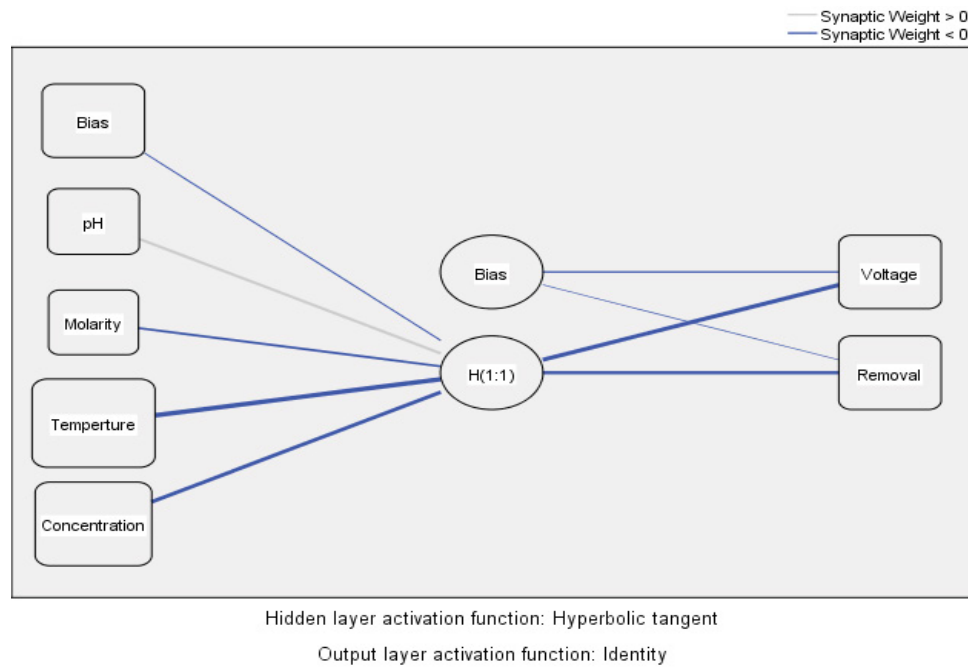 Synaptic Weight > 0
Synaptic Weight < 0
Bias
pH
Molarity
Temperture
Concentration
Bias
H(1:1)
Voltage
Removal
Hidden layer activation function: Hyperbolic tangent
Output layer activation function: Identity